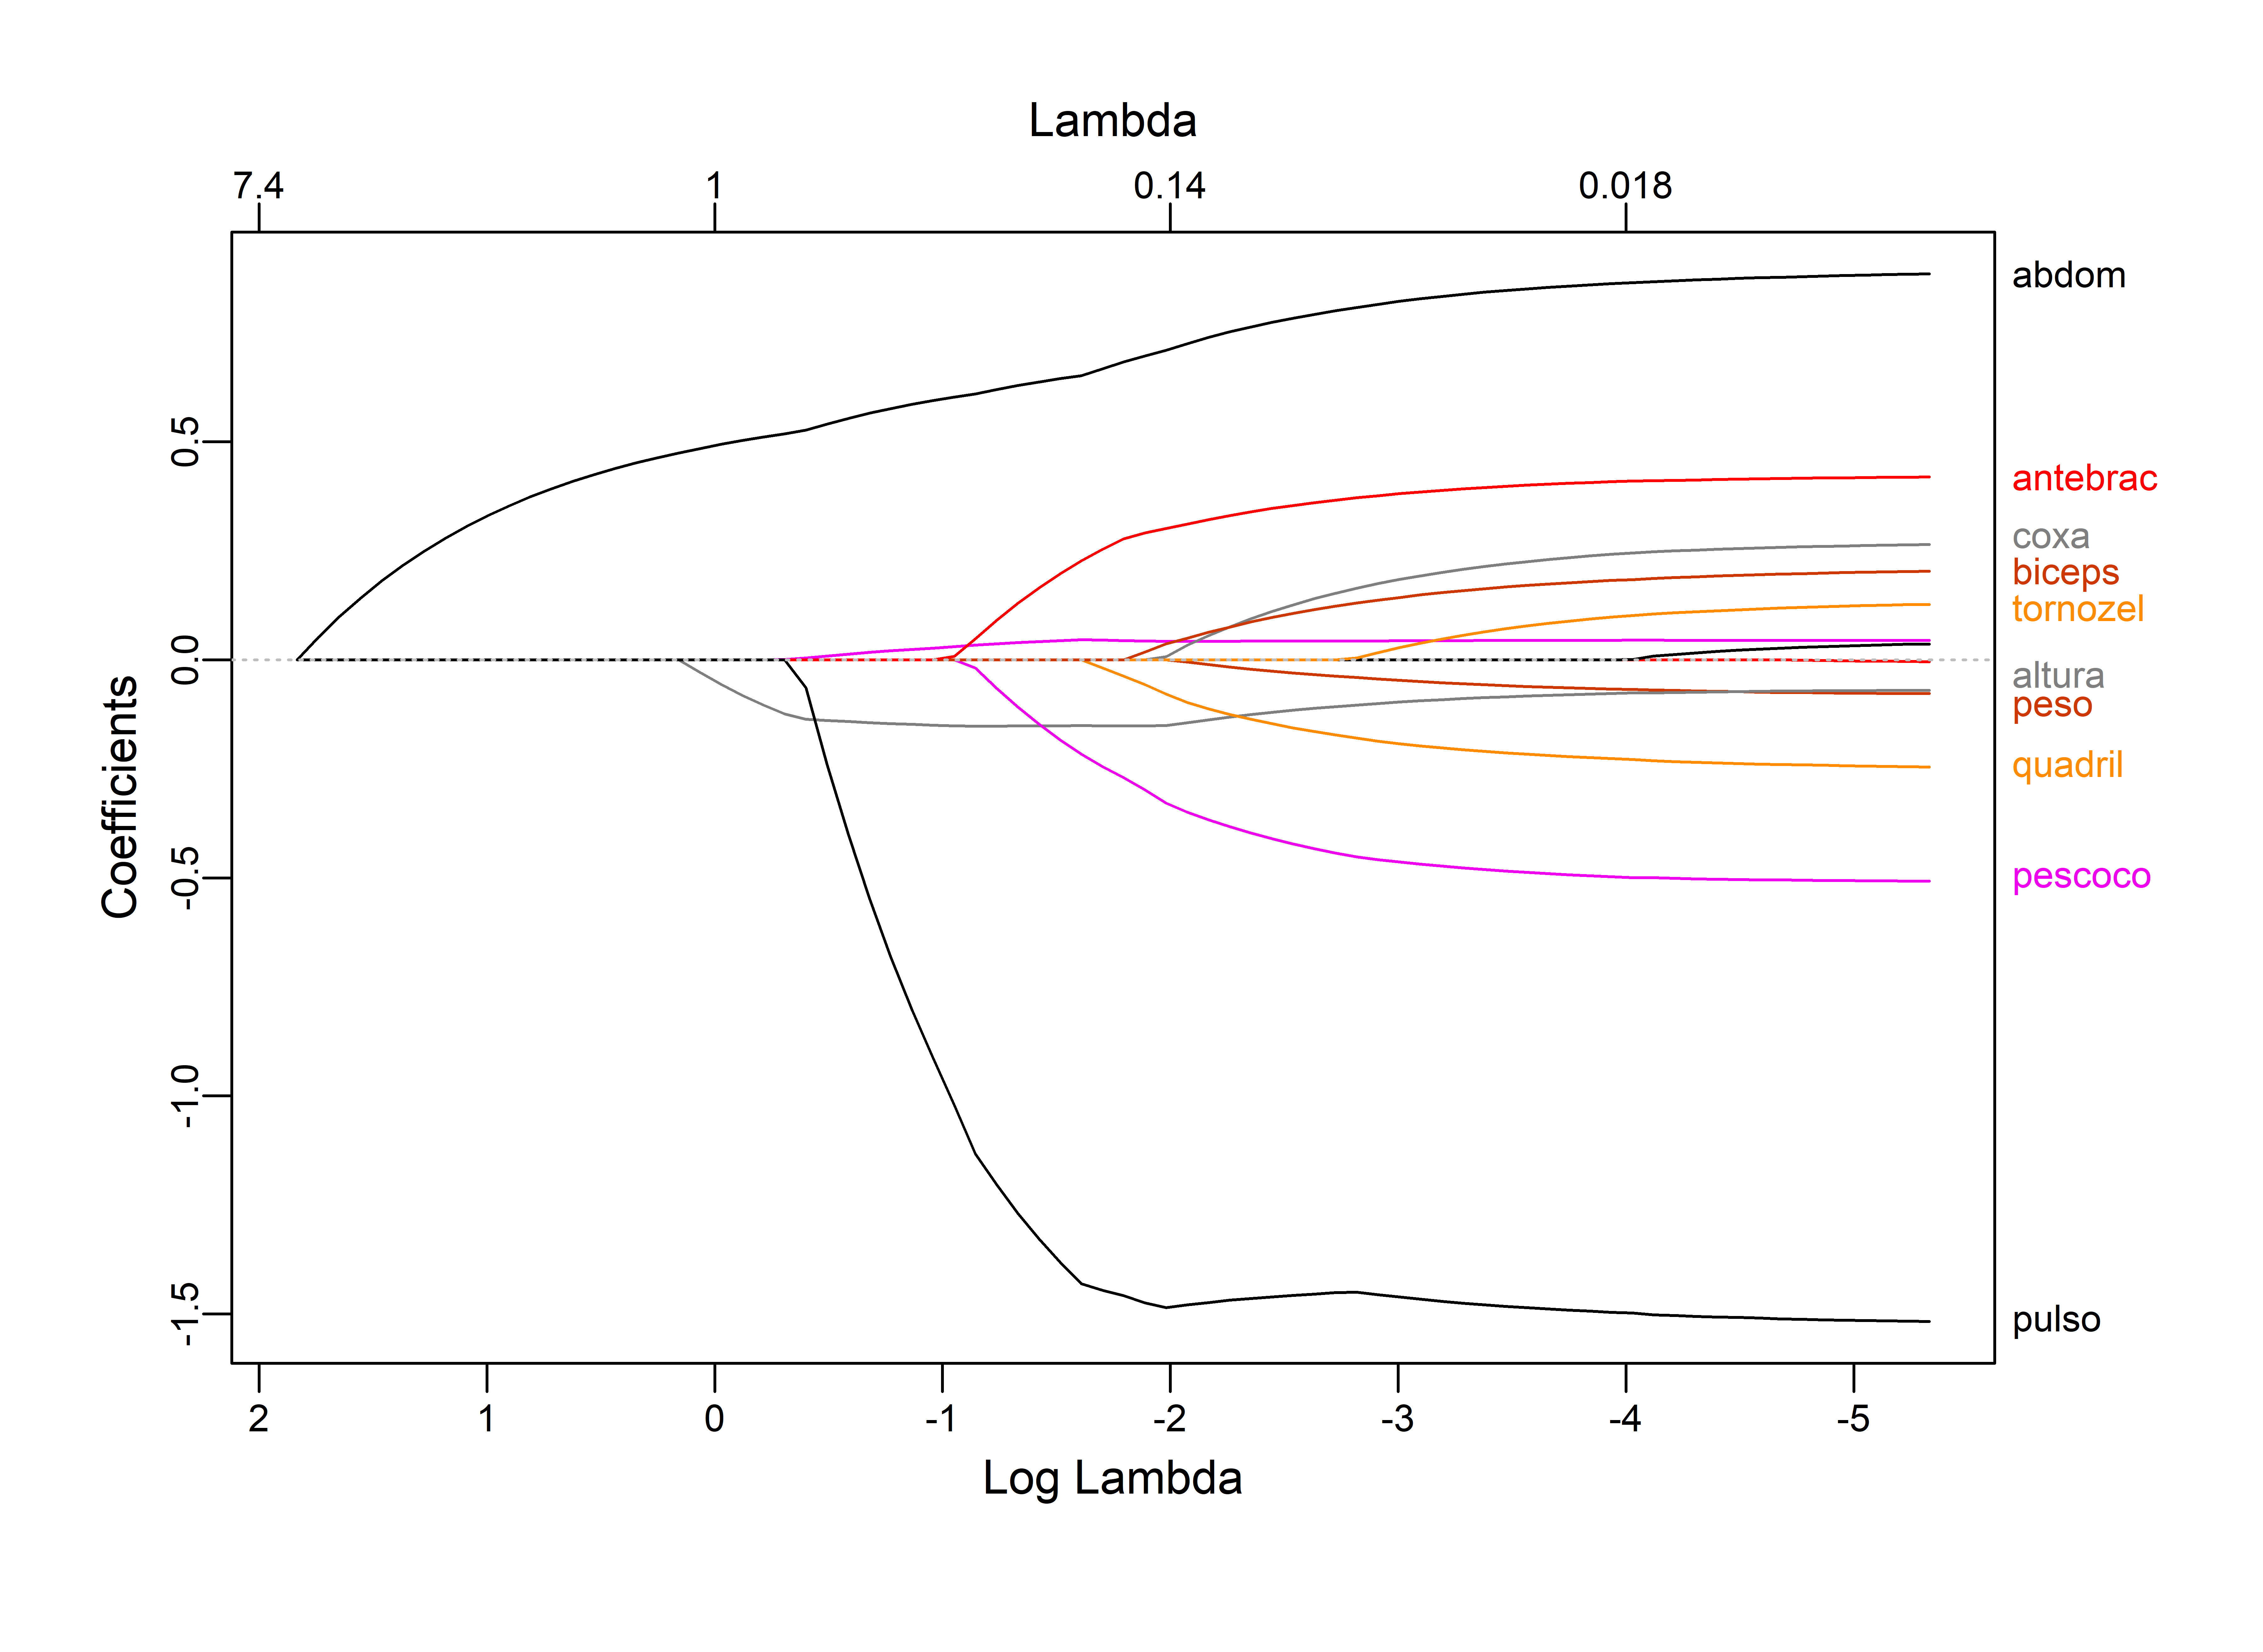 Lambda
7.4 1 0.14 0.018
abdom
0.5
antebrac
coxa
biceps
tornozel
0.0
altura
peso
quadril
Coefficients
-0.5
pescoco
-1.0
-1.5
pulso
2 1 0 -1 -2 -3 -4 -5
Log Lambda